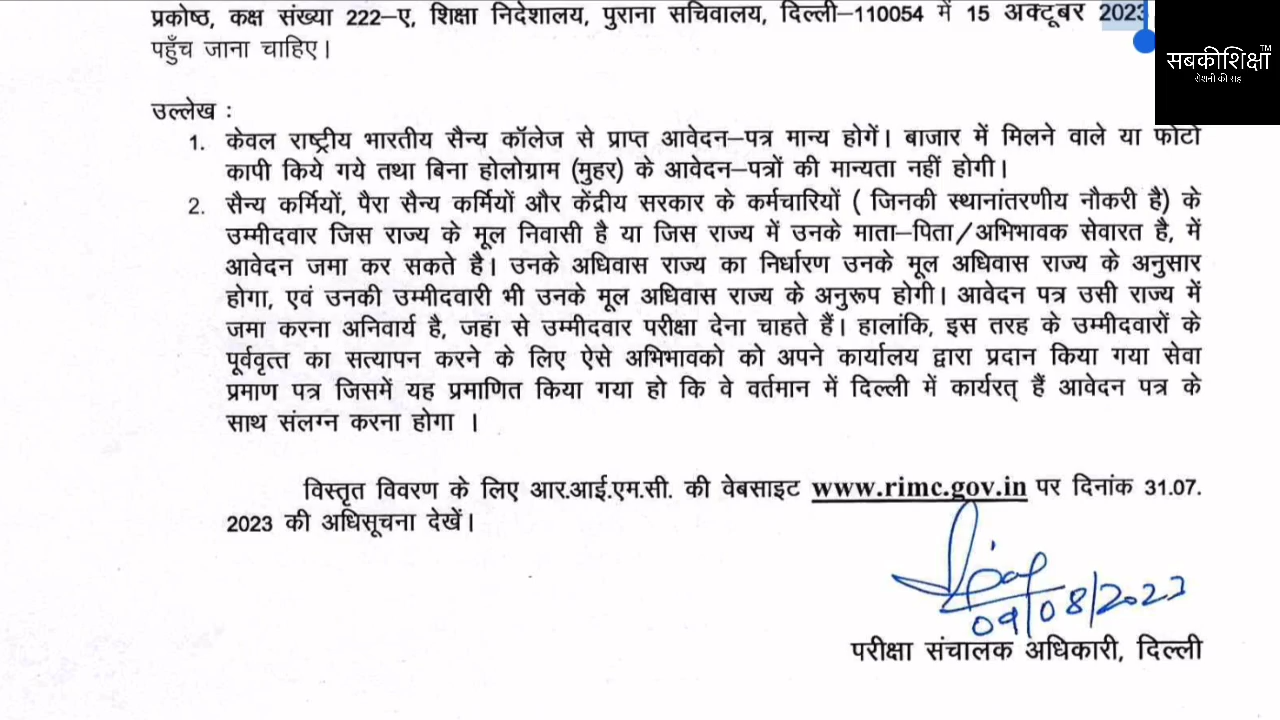 प्रकोष्ठ, कक्ष संख्या 222–ए, शिक्षा निदेशालय, पुराना सचिवालय, दिल्ली–110054 में 15 अक्टूबर 2023
पहुँच जाना चाहिए।
सबकीशिक्षा TM
रोशनी की राह
उल्लेख :
1. केवल राष्ट्रीय भारतीय सैन्य कॉलेज से प्राप्त आवेदन–पत्र मान्य होगें। बाजार में मिलने वाले या फोटो
कापी किये गये तथा बिना होलोग्राम (मुहर) के आवेदन–पत्रों की मान्यता नहीं होगी।
2. सैन्य कर्मियों, पैरा सैन्य कर्मियों और केंद्रीय सरकार के कर्मचारियों ( जिनकी स्थानांतरणीय नौकरी है) के
उम्मीदवार जिस राज्य के मूल निवासी है या जिस राज्य में उनके माता–पिता/अभिभावक सेवारत है, में
आवेदन जमा कर सकते है। उनके अधिवास राज्य का निर्धारण उनके मूल अधिवास राज्य के अनुसार
होगा, एवं उनकी उम्मीदवारी भी उनके मूल अधिवास राज्य के अनुरूप होगी। आवेदन पत्र उसी राज्य में
जमा करना अनिवार्य है, जहां से उम्मीदवार परीक्षा देना चाहते हैं। हालांकि, इस तरह के उम्मीदवारों के
पूर्ववृत्त का सत्यापन करने के लिए ऐसे अभिभावको को अपने कार्यालय द्वारा प्रदान किया गया सेवा
प्रमाण पत्र जिसमें यह प्रमाणित किया गया हो कि वे वर्तमान में दिल्ली में कार्यरत् हैं आवेदन पत्र के
साथ संलग्न करना होगा ।
विस्तृत विवरण के लिए आर.आई.एम.सी. की वेबसाइट www.rimc.gov.in पर दिनांक 31.07.
2023 की अधिसूचना देखें।
09/08/2023
परीक्षा संचालक अधिकारी, दिल्ली